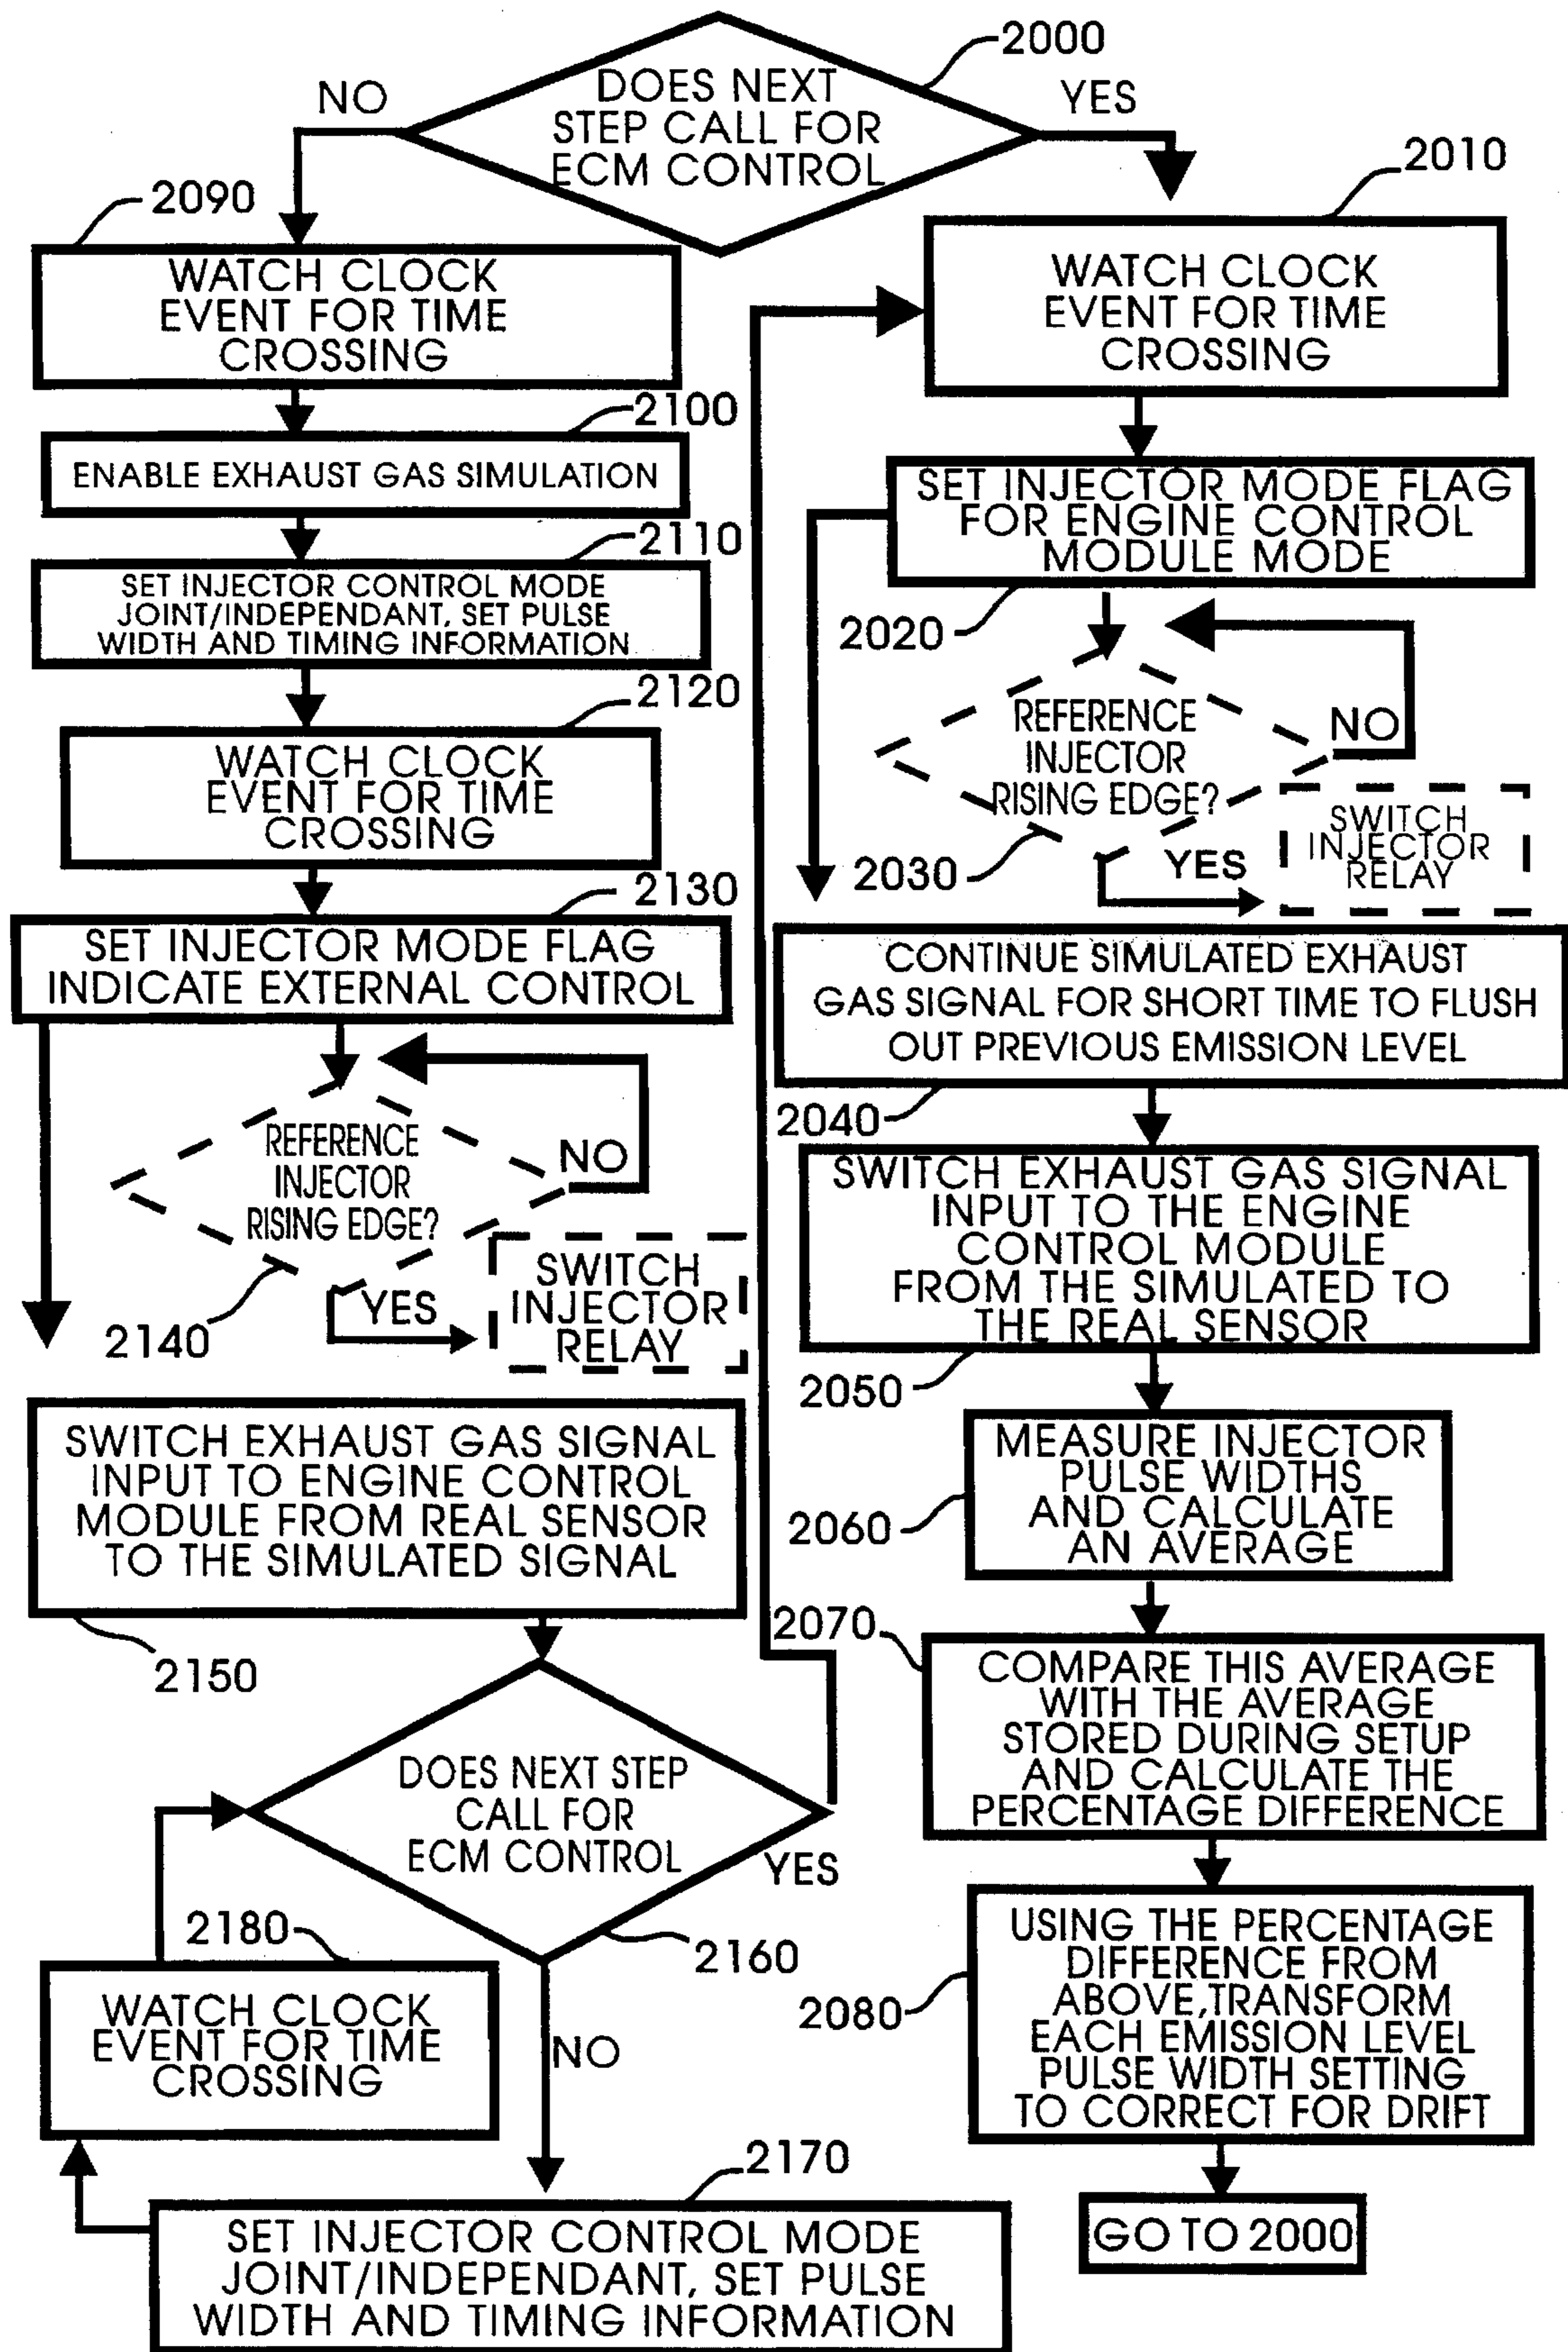 2000
DOES NEXT
STEP CALL FOR
ECM CONTROL
NO
YES
2090
WATCH CLOCK
EVENT FOR TIME
CROSSING
2100
ENABLE EXHAUST GAS SIMULATION
2110
SET INJECTOR CONTROL MODE
JOINT/INDEPENDANT, SET PULSE
WIDTH AND TIMING INFORMATION
2120
WATCH CLOCK
EVENT FOR TIME
CROSSING
2130
SET INJECTOR MODE FLAG
INDICATE EXTERNAL CONTROL
REFERENCE
INJECTOR
RISING EDGE?
NO
YES
2140
SWITCH
INJECTOR
RELAY
SWITCH EXHAUST GAS SIGNAL
INPUT TO ENGINE CONTROL
MODULE FROM REAL SENSOR
TO THE SIMULATED SIGNAL
2150
DOES NEXT STEP
CALL FOR
ECM CONTROL
YES
2160
NO
2180
WATCH CLOCK
EVENT FOR TIME
CROSSING
2170
SET INJECTOR CONTROL MODE
JOINT/INDEPENDANT, SET PULSE
WIDTH AND TIMING INFORMATION
2010
WATCH CLOCK
EVENT FOR TIME
CROSSING
SET INJECTOR MODE FLAG
FOR ENGINE CONTROL
MODULE MODE
2020
REFERENCE
INJECTOR
RISING EDGE?
NO
YES
2030
SWITCH
INJECTOR
RELAY
CONTINUE SIMULATED EXHAUST
GAS SIGNAL FOR SHORT TIME TO FLUSH
OUT PREVIOUS EMISSION LEVEL
2040
SWITCH EXHAUST GAS SIGNAL
INPUT TO THE ENGINE
CONTROL MODULE
FROM THE SIMULATED TO
THE REAL SENSOR
2050
MEASURE INJECTOR
PULSE WIDTHS
AND CALCULATE
AN AVERAGE
2060
2070
COMPARE THIS AVERAGE
WITH THE AVERAGE
STORED DURING SETUP
AND CALCULATE THE
PERCENTAGE DIFFERENCE
USING THE PERCENTAGE
DIFFERENCE FROM
ABOVE,TRANSFORM
EACH EMISSION LEVEL
PULSE WIDTH SETTING
TO CORRECT FOR DRIFT
2080
GO TO 2000